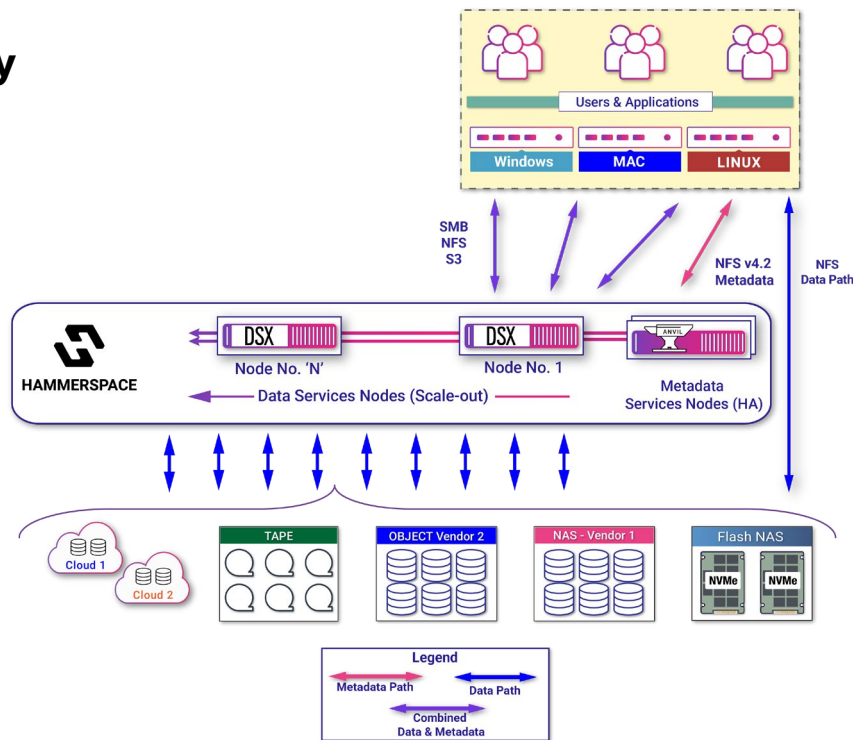 y
Users & Applications
Windows
MAC
LINUX
SMB
NFS
S3
NFS v4.2
Metadata
NFS
Data Path
HAMMERSPACE
DSX
Node No. 'N'
DSX
Node No. 1
ANVIL
Metadata
Services Nodes (HA)
Data Services Nodes (Scale-out)
Cloud 1
Cloud 2
TAPE
OBJECT Vendor 2
NAS - Vendor 1
Flash NAS
NVMe
NVMe
Legend
Metadata Path
Data Path
Combined
Data & Metadata